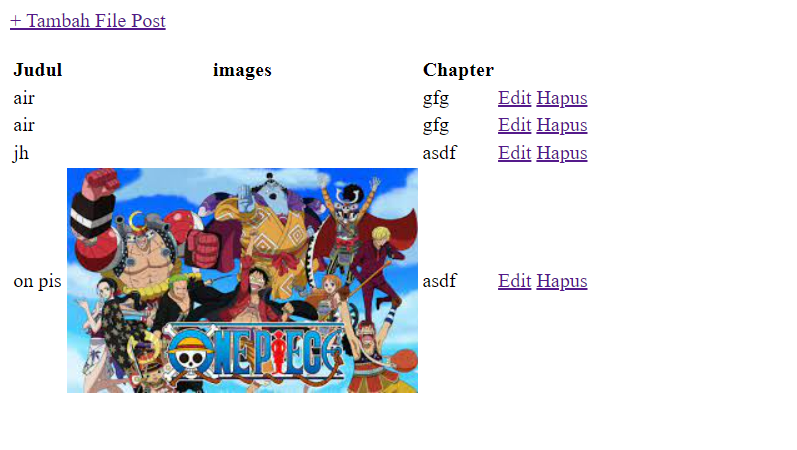 + Tambah File Post
Judul images Chapter
air gfg Edit Hapus
air gfg Edit Hapus
jh asdf Edit Hapus
on pis asdf Edit Hapus
ONE PIECE